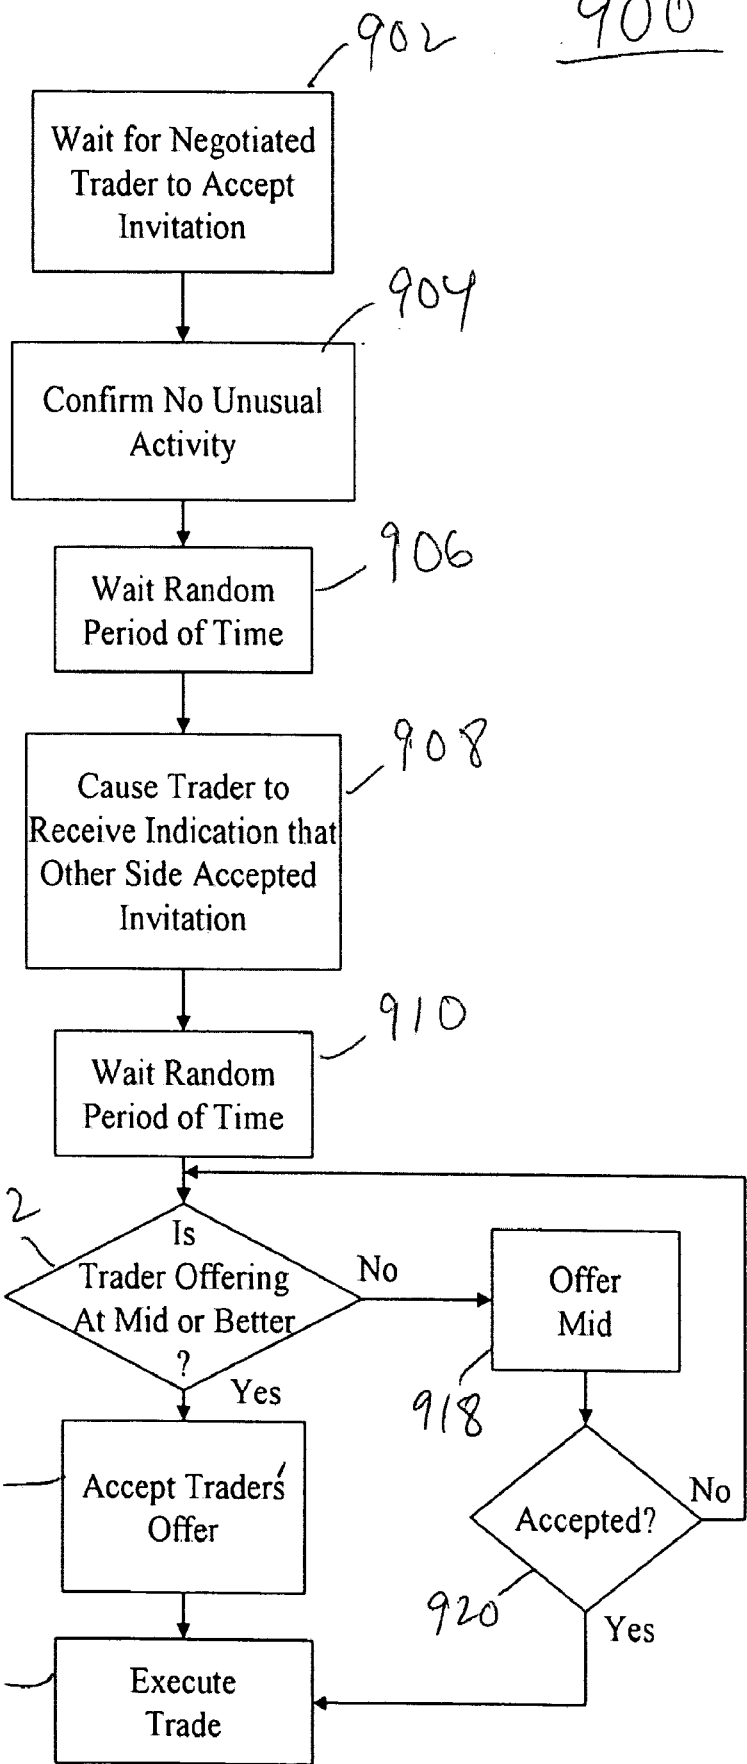 900
902
Wait for Negotiated
Trader to Accept
Invitation
904
Confirm No Unusual
Activity
906
Wait Random
Period of Time
908
Cause Trader to
Receive Indication that
Other Side Accepted
Invitation
910
Wait Random
Period of Time
2
Is
Trader Offering
At Mid or Better
?
No
Yes
Offer
Mid
918
Accept Trader's
Offer
Accepted?
No
920
Yes
Execute
Trade